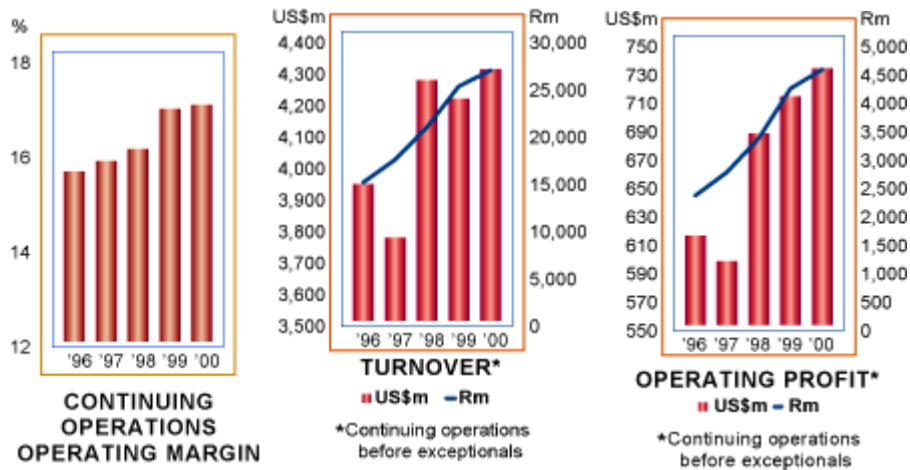 %
18
16
14
12
'96 '97 '98 '99 '00
CONTINUING
OPERATIONS
OPERATING MARGIN
US$m
Rm
4,400
4,300
4,200
4,100
4,000
3,900
3,800
3,700
3,600
3,500
30,000
25,000
20,000
15,000
10,000
5,000
0
'96 '97 '98 '99 '00
TURNOVER*
US$m Rm
*Continuing operations
before exceptionals
US$m
Rm
750
730
710
690
670
650
630
610
590
570
550
5,000
4,500
4,000
3,500
3,000
2,500
2,000
1,500
1,000
500
0
'96 '97 '98 '99 '00
OPERATING PROFIT*
US$m Rm
*Continuing operations
before exceptionals